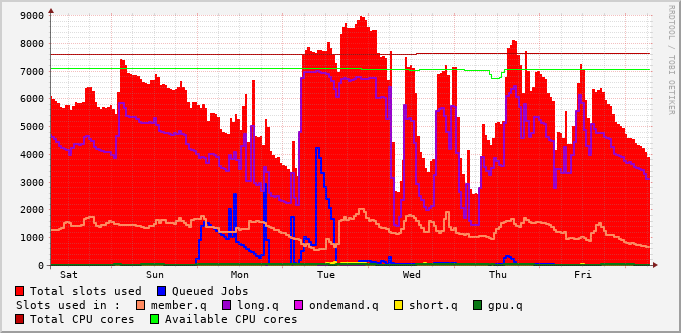 9000
8000
7000
6000
5000
4000
3000
2000
1000
0
Sat Sun Mon Tue Wed Thu Fri
RRDTOOL / TOBI OETIKER
Total slots used Queued Jobs
Slots used in : member.q long.q ondemand.q short.q gpu.q
Total CPU cores Available CPU cores